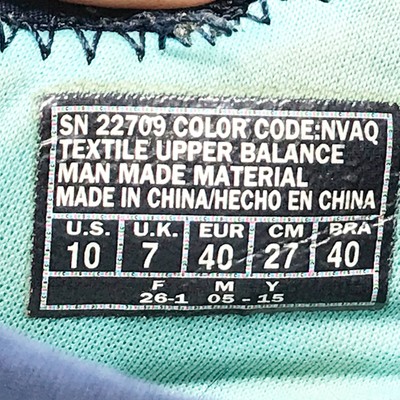 SN 22709 COLOR CODE:NVAQ
TEXTILE UPPER BALANCE
MAN MADE MATERIAL
MADE IN CHINA/HECHO EN CHINA
U.S. U.K. EUR CM BRA
10 7 40 27 40
F M Y
26-1 05-15